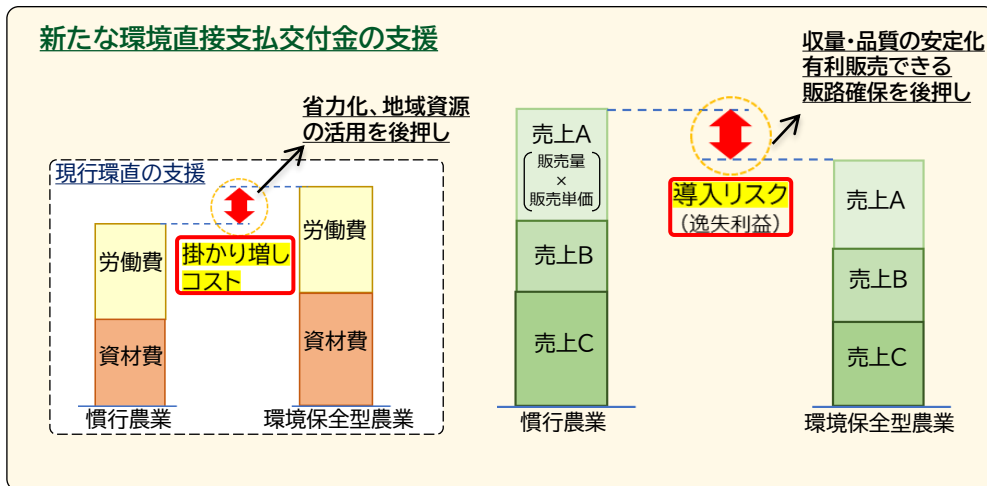 新たな環境直接支払交付金の支援
省力化、地域資源
の活用を後押し
現行環直の支援
労働費
資材費
慣行農業
掛かり増し
コスト
労働費
資材費
環境保全型農業
収量・品質の安定化
有利販売できる
販路確保を後押し
売上A
販売量
×
販売単価
売上B
売上C
慣行農業
導入リスク
（逸失利益）
売上A
売上B
売上C
環境保全型農業